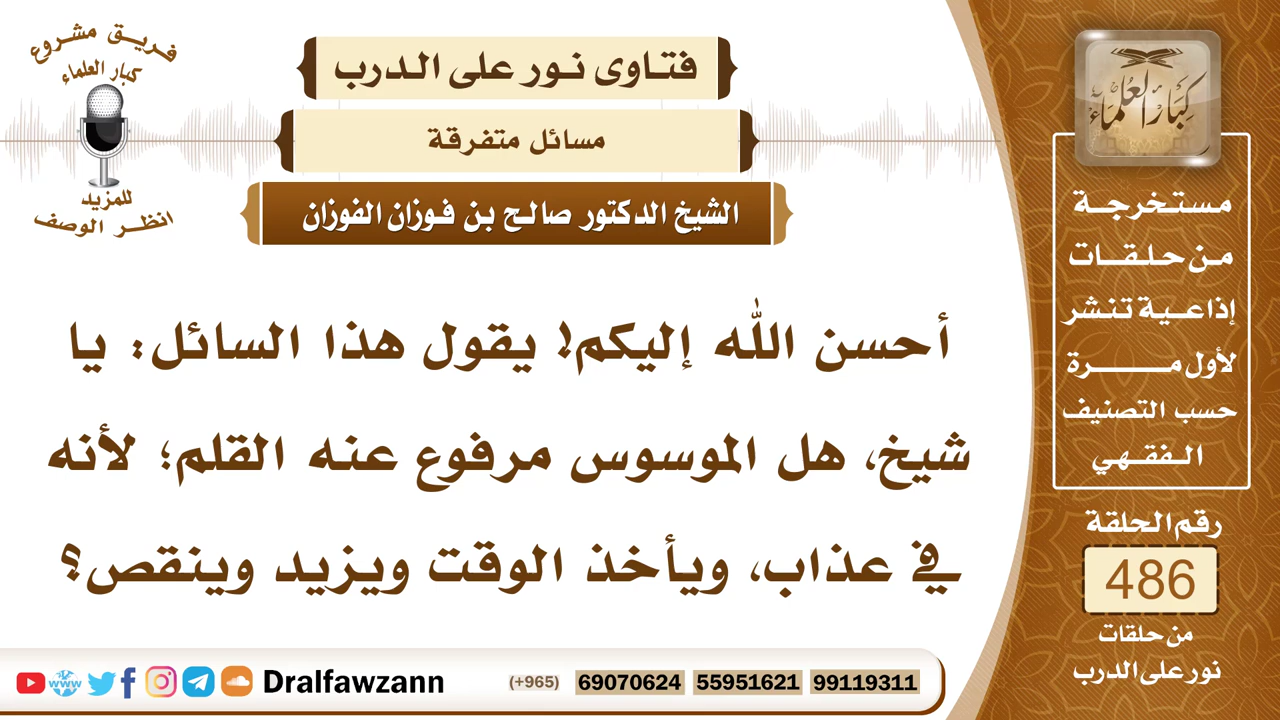 فريق مشروع
كبار العلماء
للمزيد
انظر الوصف
فتاوى نور على الدرب
مسائل متفرقة
الشيخ الدكتور صالح بن فوزان الفوزان
أحسن الله إليكم! يقول هذا السائل: يا
شيخ، هل الموسوس مرفوع عنه القلم؛ لأنه
في عذاب، ويأخذ الوقت ويزيد وينقص؟
كبار العلماء
مستخرجة
من حلقات
إذاعية تنشر
لأول مرة
حسب التصنيف
الفقهي
رقم الحلقة
486
من حلقات
نور على الدرب
www Dralfawzann (+965) 69070624 55951621 99119311